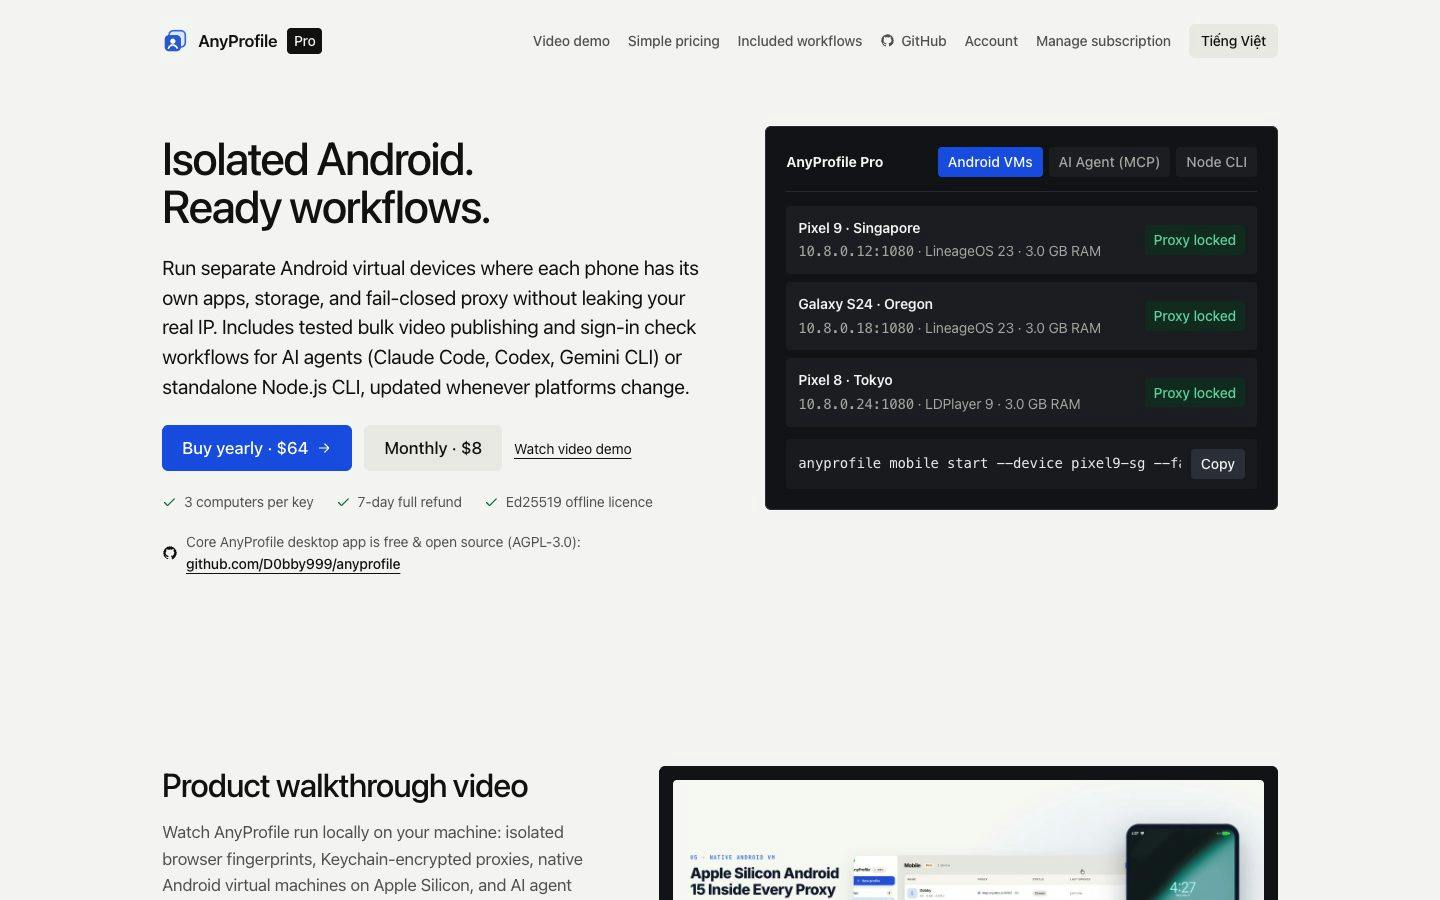 AnyProfile Pro
Video demo
Simple pricing
Included workflows
GitHub
Account
Manage subscription
Tiếng Việt
Isolated Android.
Ready workflows.
Run separate Android virtual devices where each phone has its
own apps, storage, and fail-closed proxy without leaking your
real IP. Includes tested bulk video publishing and sign-in check
workflows for AI agents (Claude Code, Codex, Gemini CLI) or
standalone Node.js CLI, updated whenever platforms change.
Buy yearly · $64 →
Monthly · $8
Watch video demo
3 computers per key
7-day full refund
Ed25519 offline licence
Core AnyProfile desktop app is free & open source (AGPL-3.0):
github.com/D0bby999/anyprofile
AnyProfile Pro
Android VMs
AI Agent (MCP)
Node CLI
Pixel 9 · Singapore
10.8.0.12:1080 · LineageOS 23 · 3.0 GB RAM
Proxy locked
Galaxy S24 · Oregon
10.8.0.18:1080 · LineageOS 23 · 3.0 GB RAM
Proxy locked
Pixel 8 · Tokyo
10.8.0.24:1080 · LDPlayer 9 · 3.0 GB RAM
Proxy locked
anyprofile mobile start --device pixel9-sg --fa
Copy
Product walkthrough video
Watch AnyProfile run locally on your machine: isolated
browser fingerprints, Keychain-encrypted proxies, native
Android virtual machines on Apple Silicon, and AI agent
05 · NATIVE ANDROID VM
Apple Silicon Android
15 Inside Every Proxy
Mobile
4:27